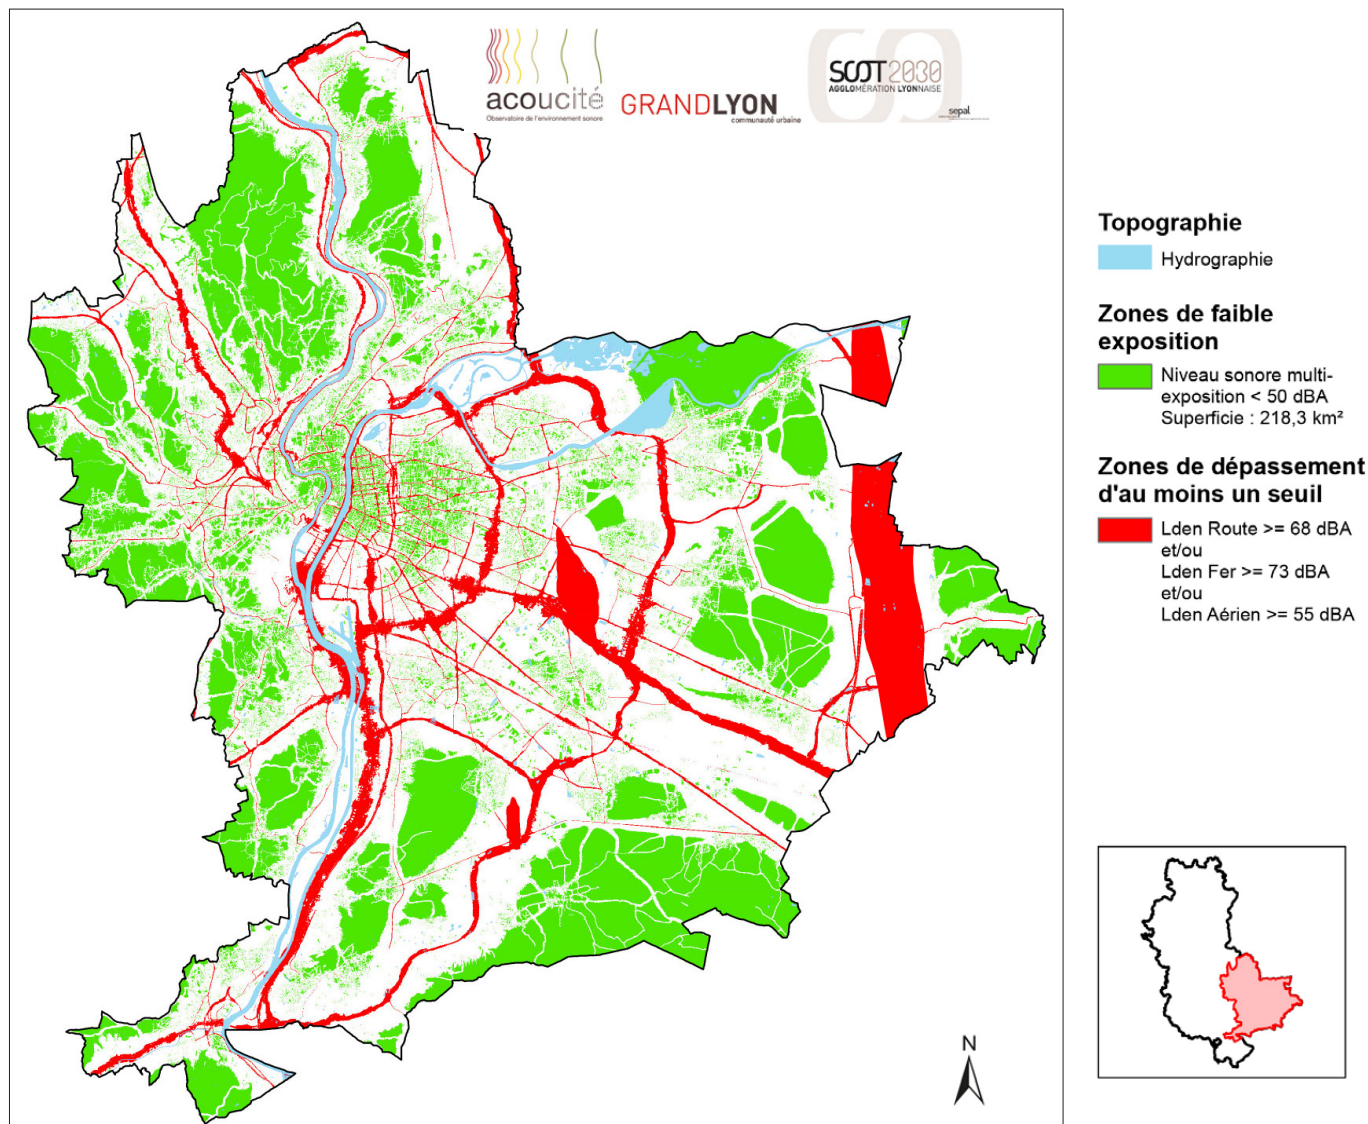 acoucité
Observatoire de l'environnement sonore
GRANDLYON
communauté urbaine
SCOT2030
AGGLOMÉRATION LYONNAISE
sepal
Topographie
Hydrographie
Zones de faible
exposition
Niveau sonore multi-
exposition < 50 dBA
Superficie : 218,3 km²
Zones de dépassement
d'au moins un seuil
Lden Route >= 68 dBA
et/ou
Lden Fer >= 73 dBA
et/ou
Lden Aérien >= 55 dBA
N